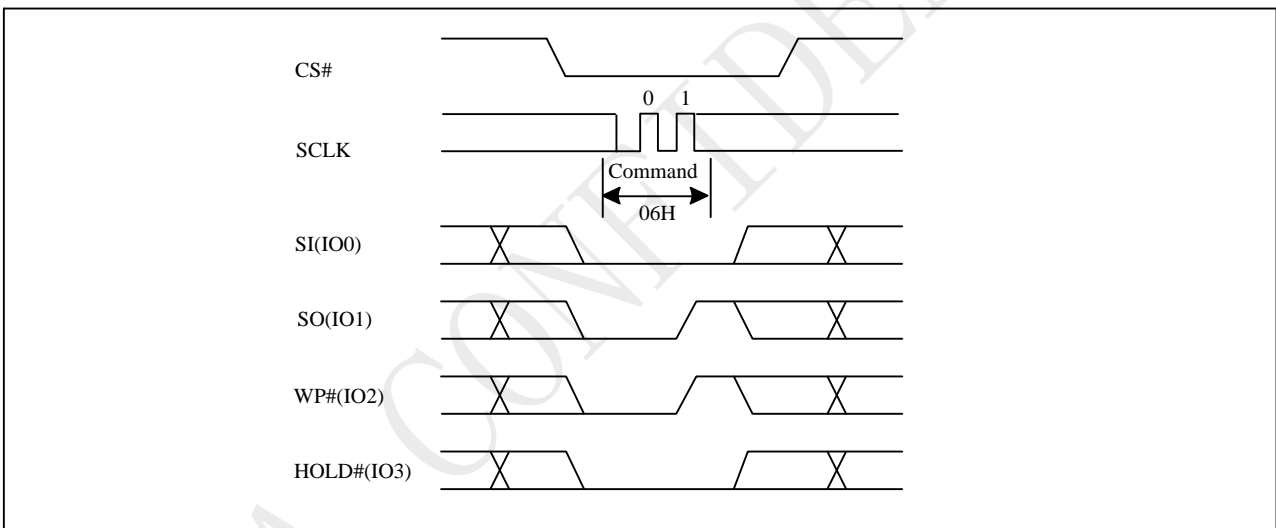 CS#
0 1
SCLK
Command
06H
SI(IO0)
SO(IO1)
WP#(IO2)
HOLD#(IO3)